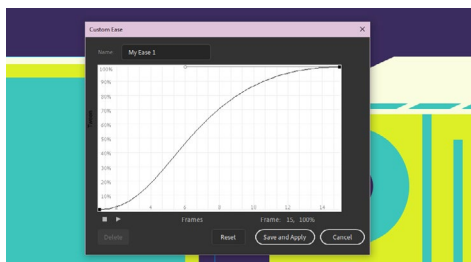 Custom Ease
Name: My Ease 1
100%
90%
80%
70%
60%
50%
40%
30%
20%
10%
2 4 6 8 10 12 14
Frames Frame: 15, 100%
Delete Reset Save and Apply Cancel